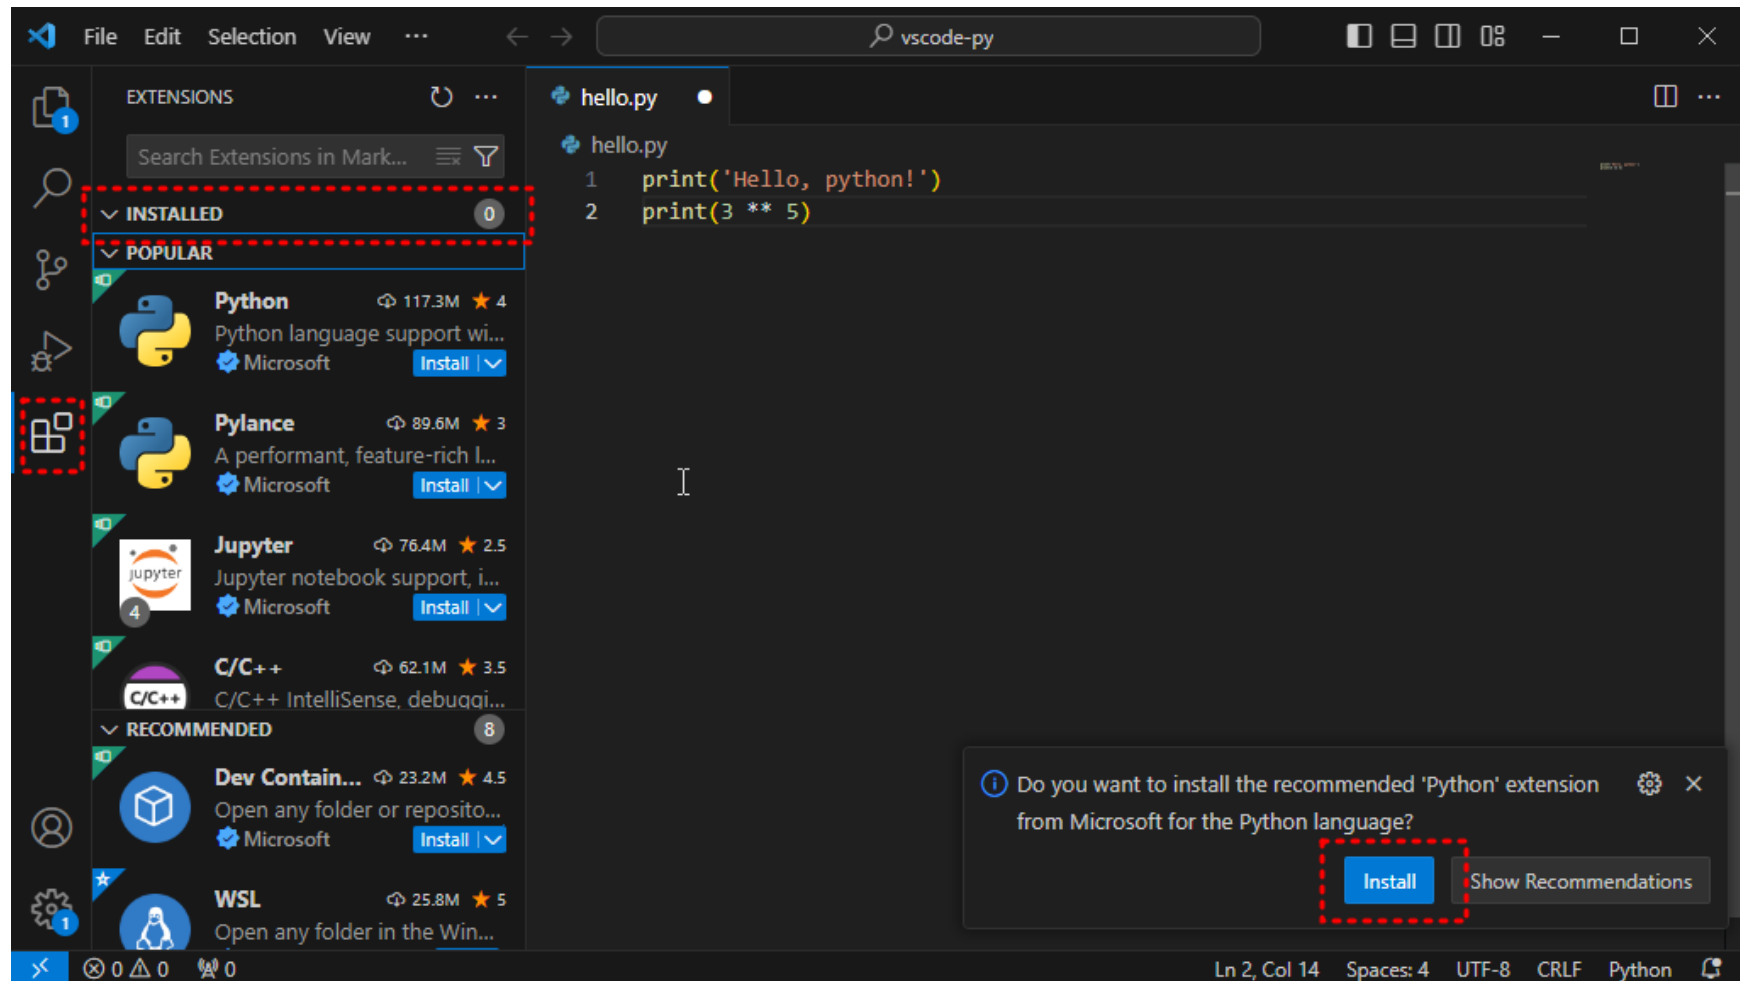 File Edit Selection View ··· vscode-py
EXTENSIONS
Search Extensions in Mark...
INSTALLED 0
POPULAR
Python 117.3M ★ 4
Python language support wi...
Microsoft Install
Pylance 89.6M ★ 3
A performant, feature-rich l...
Microsoft Install
Jupyter 76.4M ★ 2.5
Jupyter notebook support, i...
Microsoft Install
jupyter
4
C/C++ 62.1M ★ 3.5
C/C++ IntelliSense, debuggi...
C/C++
RECOMMENDED 8
Dev Contain... 23.2M ★ 4.5
Open any folder or reposito...
Microsoft Install
WSL 25.8M ★ 5
Open any folder in the Win...
1
1
hello.py
hello.py
1 print('Hello, python!')
2 print(3 ** 5)
Do you want to install the recommended 'Python' extension
from Microsoft for the Python language?
Install Show Recommendations
0 0 0 Ln 2, Col 14 Spaces: 4 UTF-8 CRLF Python